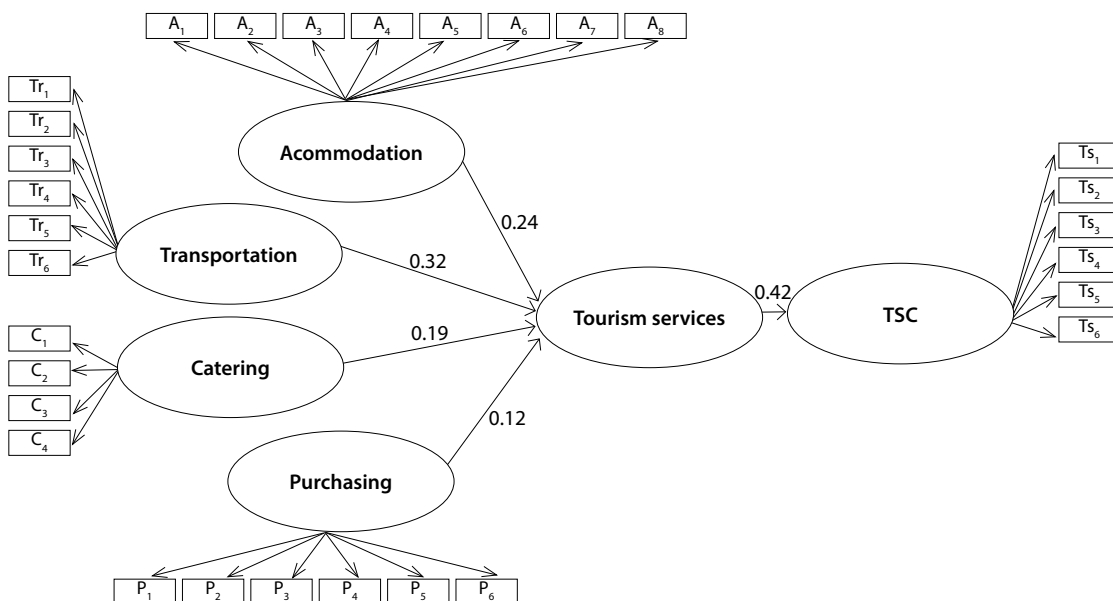 A₁ A₂ A₃ A₄ A₅ A₆ A₇ A₈
Tr₁
Tr₂
Tr₃
Tr₄
Tr₅
Tr₆
Acommodation
0.24
Transportation
0.32
C₁
C₂
C₃
C₄
Catering
0.19
Purchasing
0.12
P₁ P₂ P₃ P₄ P₅ P₆
Tourism services
0.42
TSC
Ts₁
Ts₂
Ts₃
Ts₄
Ts₅
Ts₆